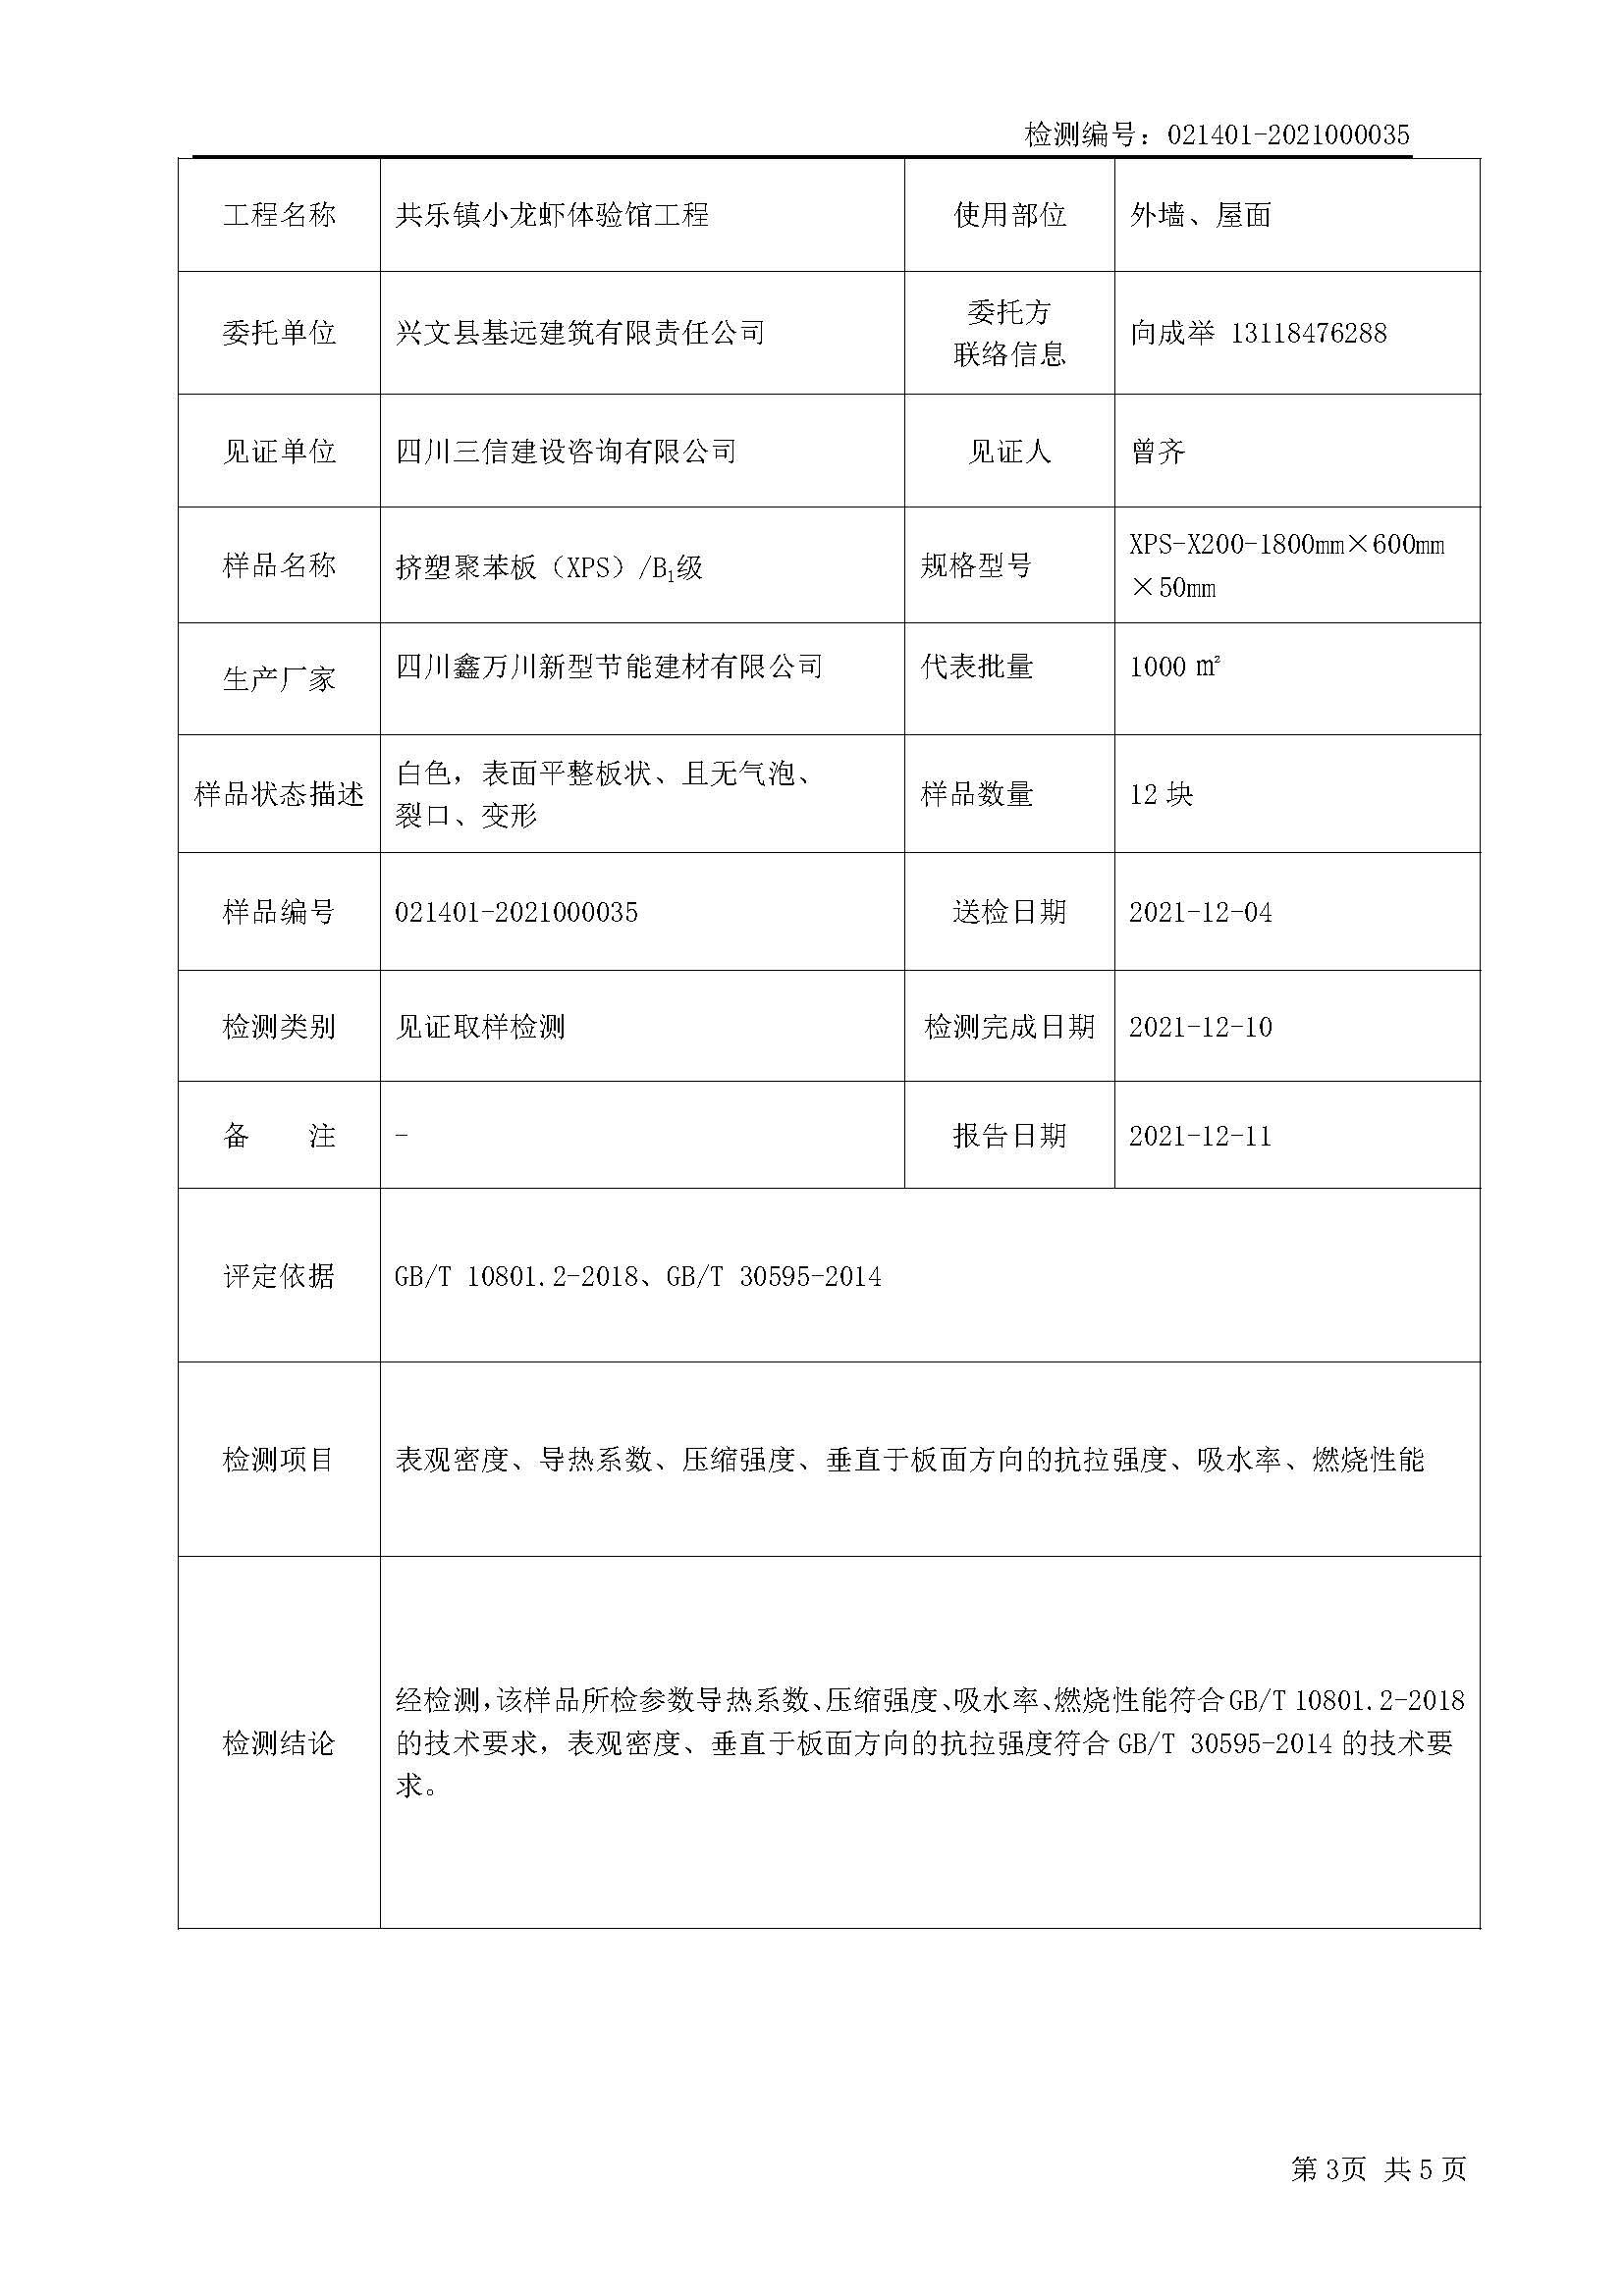 检测编号：021401-2021000035
工程名称 共乐镇小龙虾体验馆工程 使用部位 外墙、屋面
委托单位 兴文县基远建筑有限责任公司 委托方
联络信息 向成举 13118476288
见证单位 四川三信建设咨询有限公司 见证人 曾齐
样品名称 挤塑聚苯板（XPS）/B₁级 规格型号 XPS-X200-1800mm×600mm
×50mm
生产厂家 四川鑫万川新型节能建材有限公司 代表批量 1000 ㎡
样品状态描述 白色，表面平整板状、且无气泡、
裂口、变形 样品数量 12 块
样品编号 021401-2021000035 送检日期 2021-12-04
检测类别 见证取样检测 检测完成日期 2021-12-10
备 注 - 报告日期 2021-12-11
评定依据 GB/T 10801.2-2018、GB/T 30595-2014
检测项目 表观密度、导热系数、压缩强度、垂直于板面方向的抗拉强度、吸水率、燃烧性能
检测结论 经检测，该样品所检参数导热系数、压缩强度、吸水率、燃烧性能符合 GB/T 10801.2-2018
的技术要求，表观密度、垂直于板面方向的抗拉强度符合 GB/T 30595-2014 的技术要
求。
第 3页 共 5 页